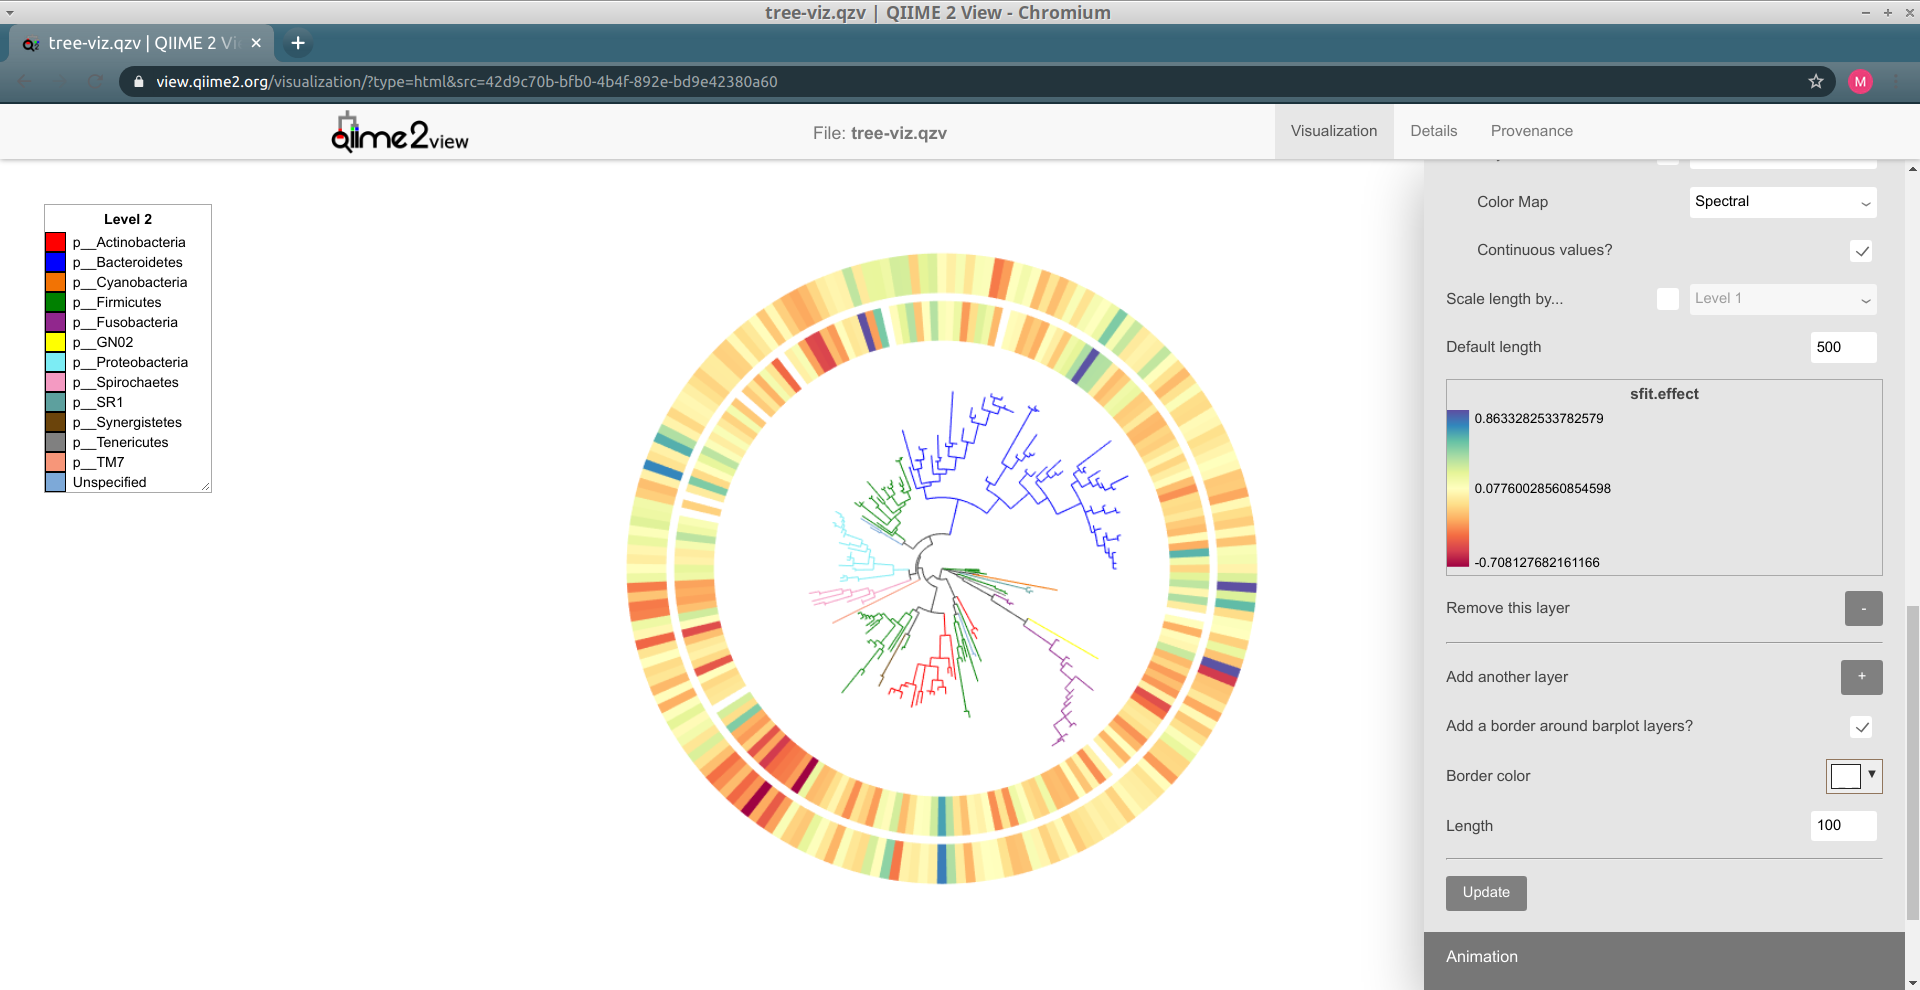 tree-viz.qzv | QIIME 2 View - Chromium
tree-viz.qzv | QIIME 2 Vi
view.qiime2.org/visualization/?type=html&src=42d9c70b-bfb0-4b4f-892e-bd9e42380a60
M
qiime2view
File: tree-viz.qzv
Visualization
Details
Provenance
Level 2
p__Actinobacteria
p__Bacteroidetes
p__Cyanobacteria
p__Firmicutes
p__Fusobacteria
p__GN02
p__Proteobacteria
p__Spirochaetes
p__SR1
p__Synergistetes
p__Tenericutes
p__TM7
Unspecified
Color Map
Spectral
Continuous values?
Scale length by...
Level 1
Default length
500
sfit.effect
0.8633282533782579
0.07760028560854598
-0.708127682161166
Remove this layer
-
Add another layer
+
Add a border around barplot layers?
Border color
Length
100
Update
Animation